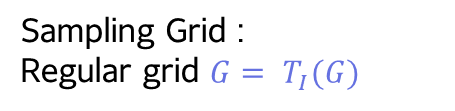 Sampling Grid :
Regular grid G = T_I(G)